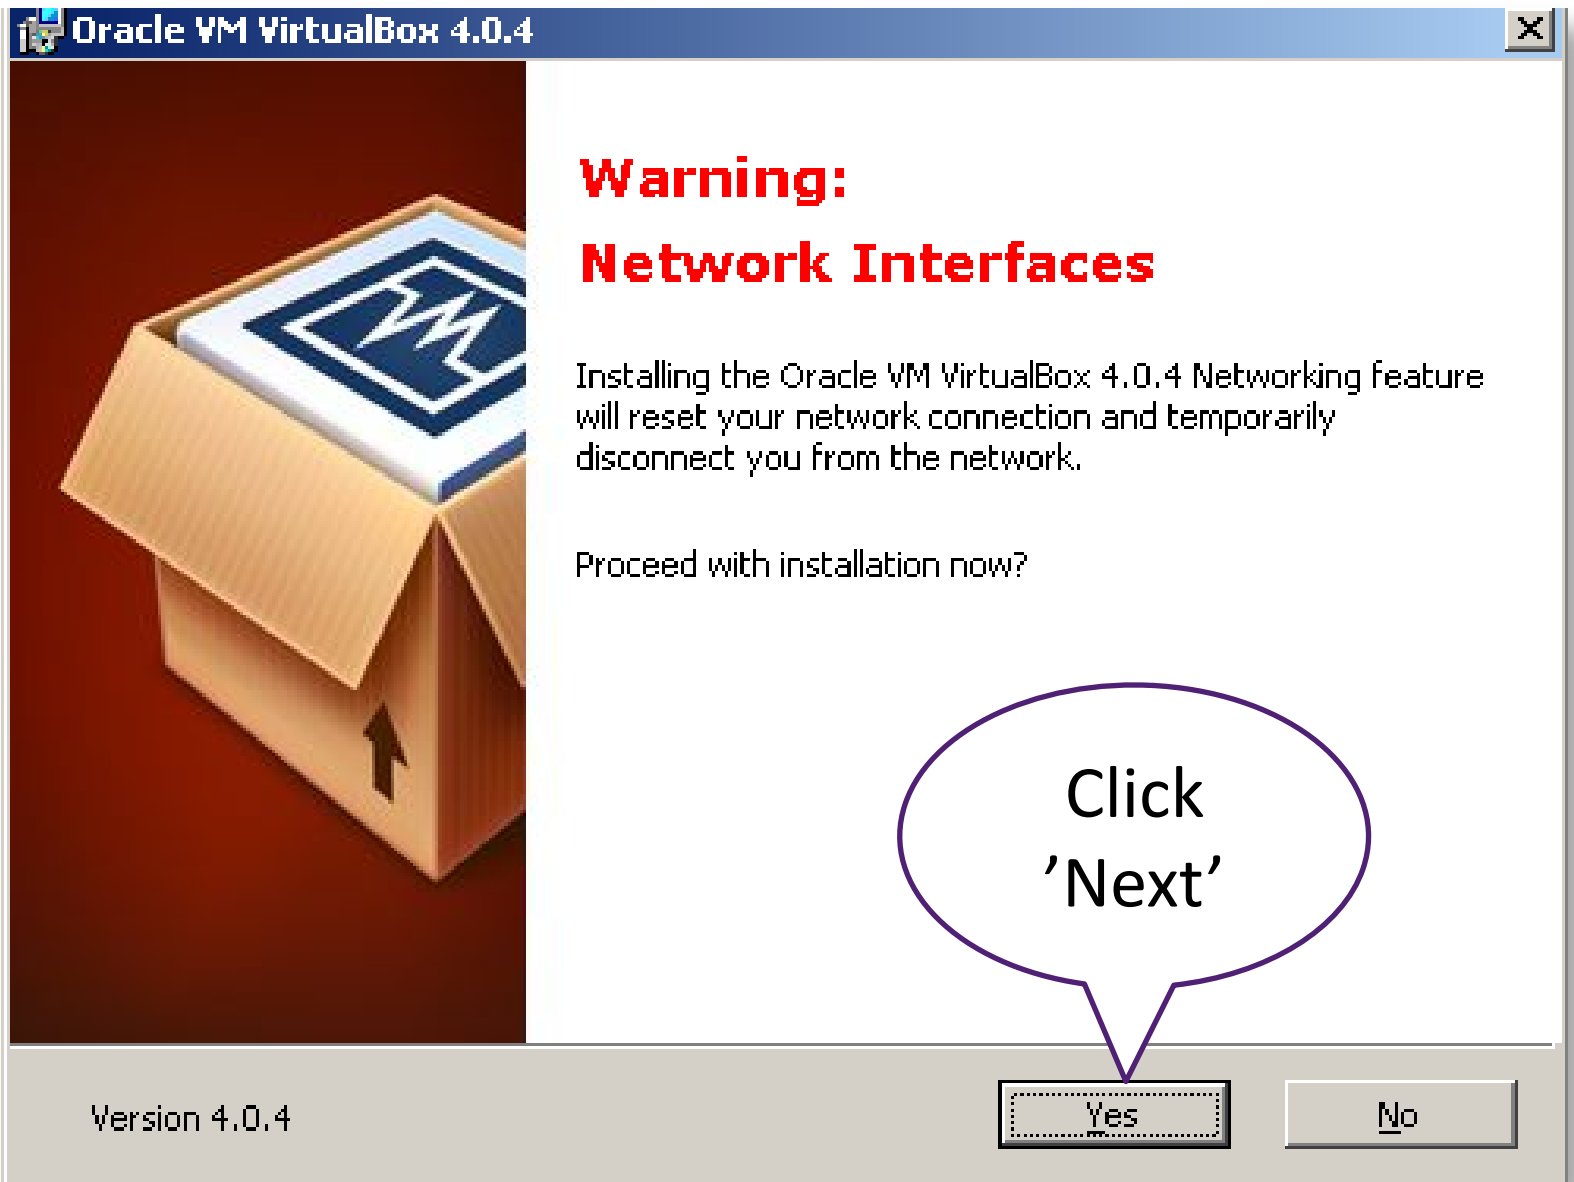 Oracle VM VirtualBox 4.0.4
Warning:
Network Interfaces
Installing the Oracle VM VirtualBox 4.0.4 Networking feature
will reset your network connection and temporarily
disconnect you from the network.
Proceed with installation now?
Click
’Next’
Version 4.0.4
Yes
No